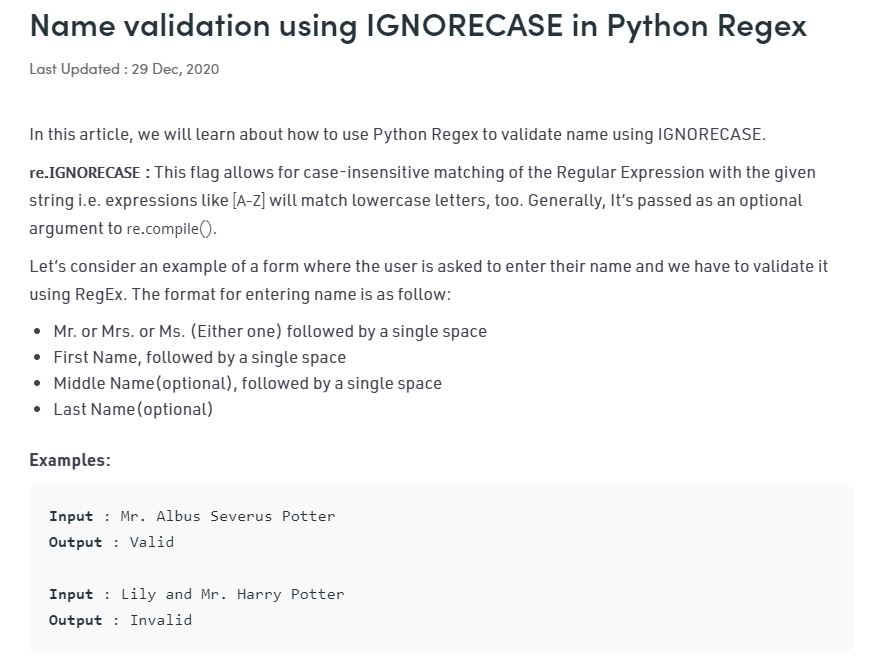 Name validation using IGNORECASE in Python Regex
Last Updated : 29 Dec, 2020
In this article, we will learn about how to use Python Regex to validate name using IGNORECASE.
re.IGNORECASE : This flag allows for case-insensitive matching of the Regular Expression with the given
string i.e. expressions like [A-Z] will match lowercase letters, too. Generally, It's passed as an optional
argument to re.compile().
Let's consider an example of a form where the user is asked to enter their name and we have to validate it
using RegEx. The format for entering name is as follow:
• Mr. or Mrs. or Ms. (Either one) followed by a single space
• First Name, followed by a single space
• Middle Name(optional), followed by a single space
• Last Name(optional)
Examples:
Input : Mr. Albus Severus Potter
Output : Valid
Input : Lily and Mr. Harry Potter
Output : Invalid